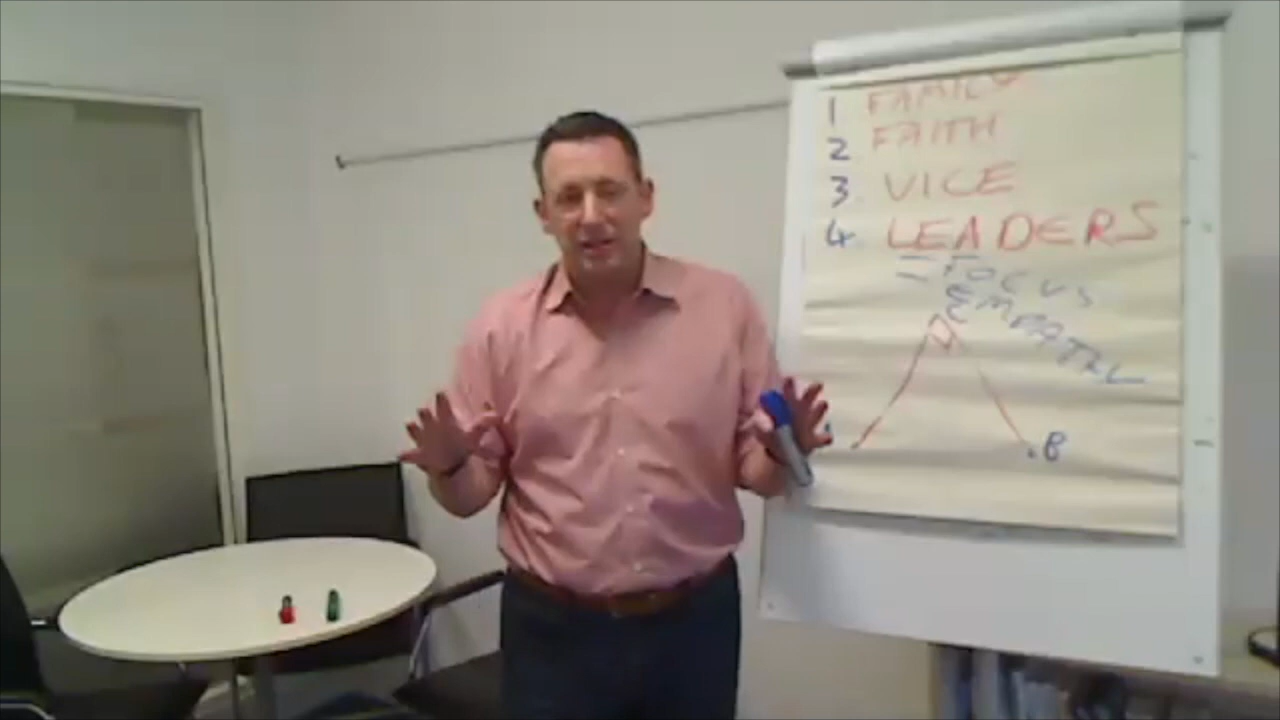 1 FAMILY
2 FAITH
3. VICE
4. LEADERS
- FOCUS
EMPATHY
. B